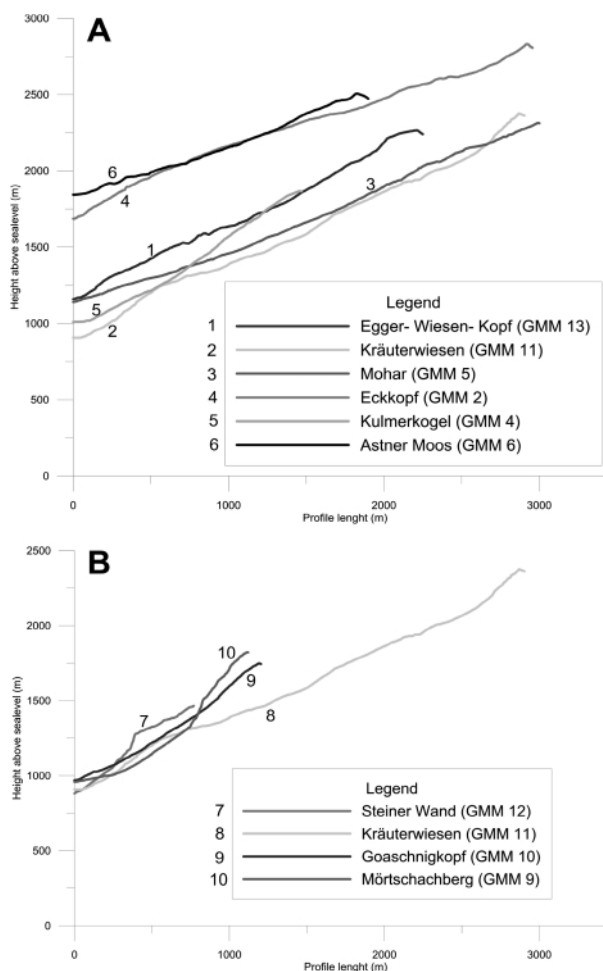 A
3000
2500
2000
1500
1000
500
0
Height above sealevel (m)
6
4
1
3
5
2
Legend
1 Egger- Wiesen- Kopf (GMM 13)
2 Kräuterwiesen (GMM 11)
3 Mohar (GMM 5)
4 Eckkopf (GMM 2)
5 Kulmerkogel (GMM 4)
6 Astner Moos (GMM 6)
0 1000 2000 3000
Profile lenght (m)
B
2500
2000
1500
1000
500
0
Height above sealevel (m)
10
9
7
8
Legend
7 Steiner Wand (GMM 12)
8 Kräuterwiesen (GMM 11)
9 Goaschnigkopf (GMM 10)
10 Mörtschachberg (GMM 9)
0 1000 2000 3000
Profile lenght (m)